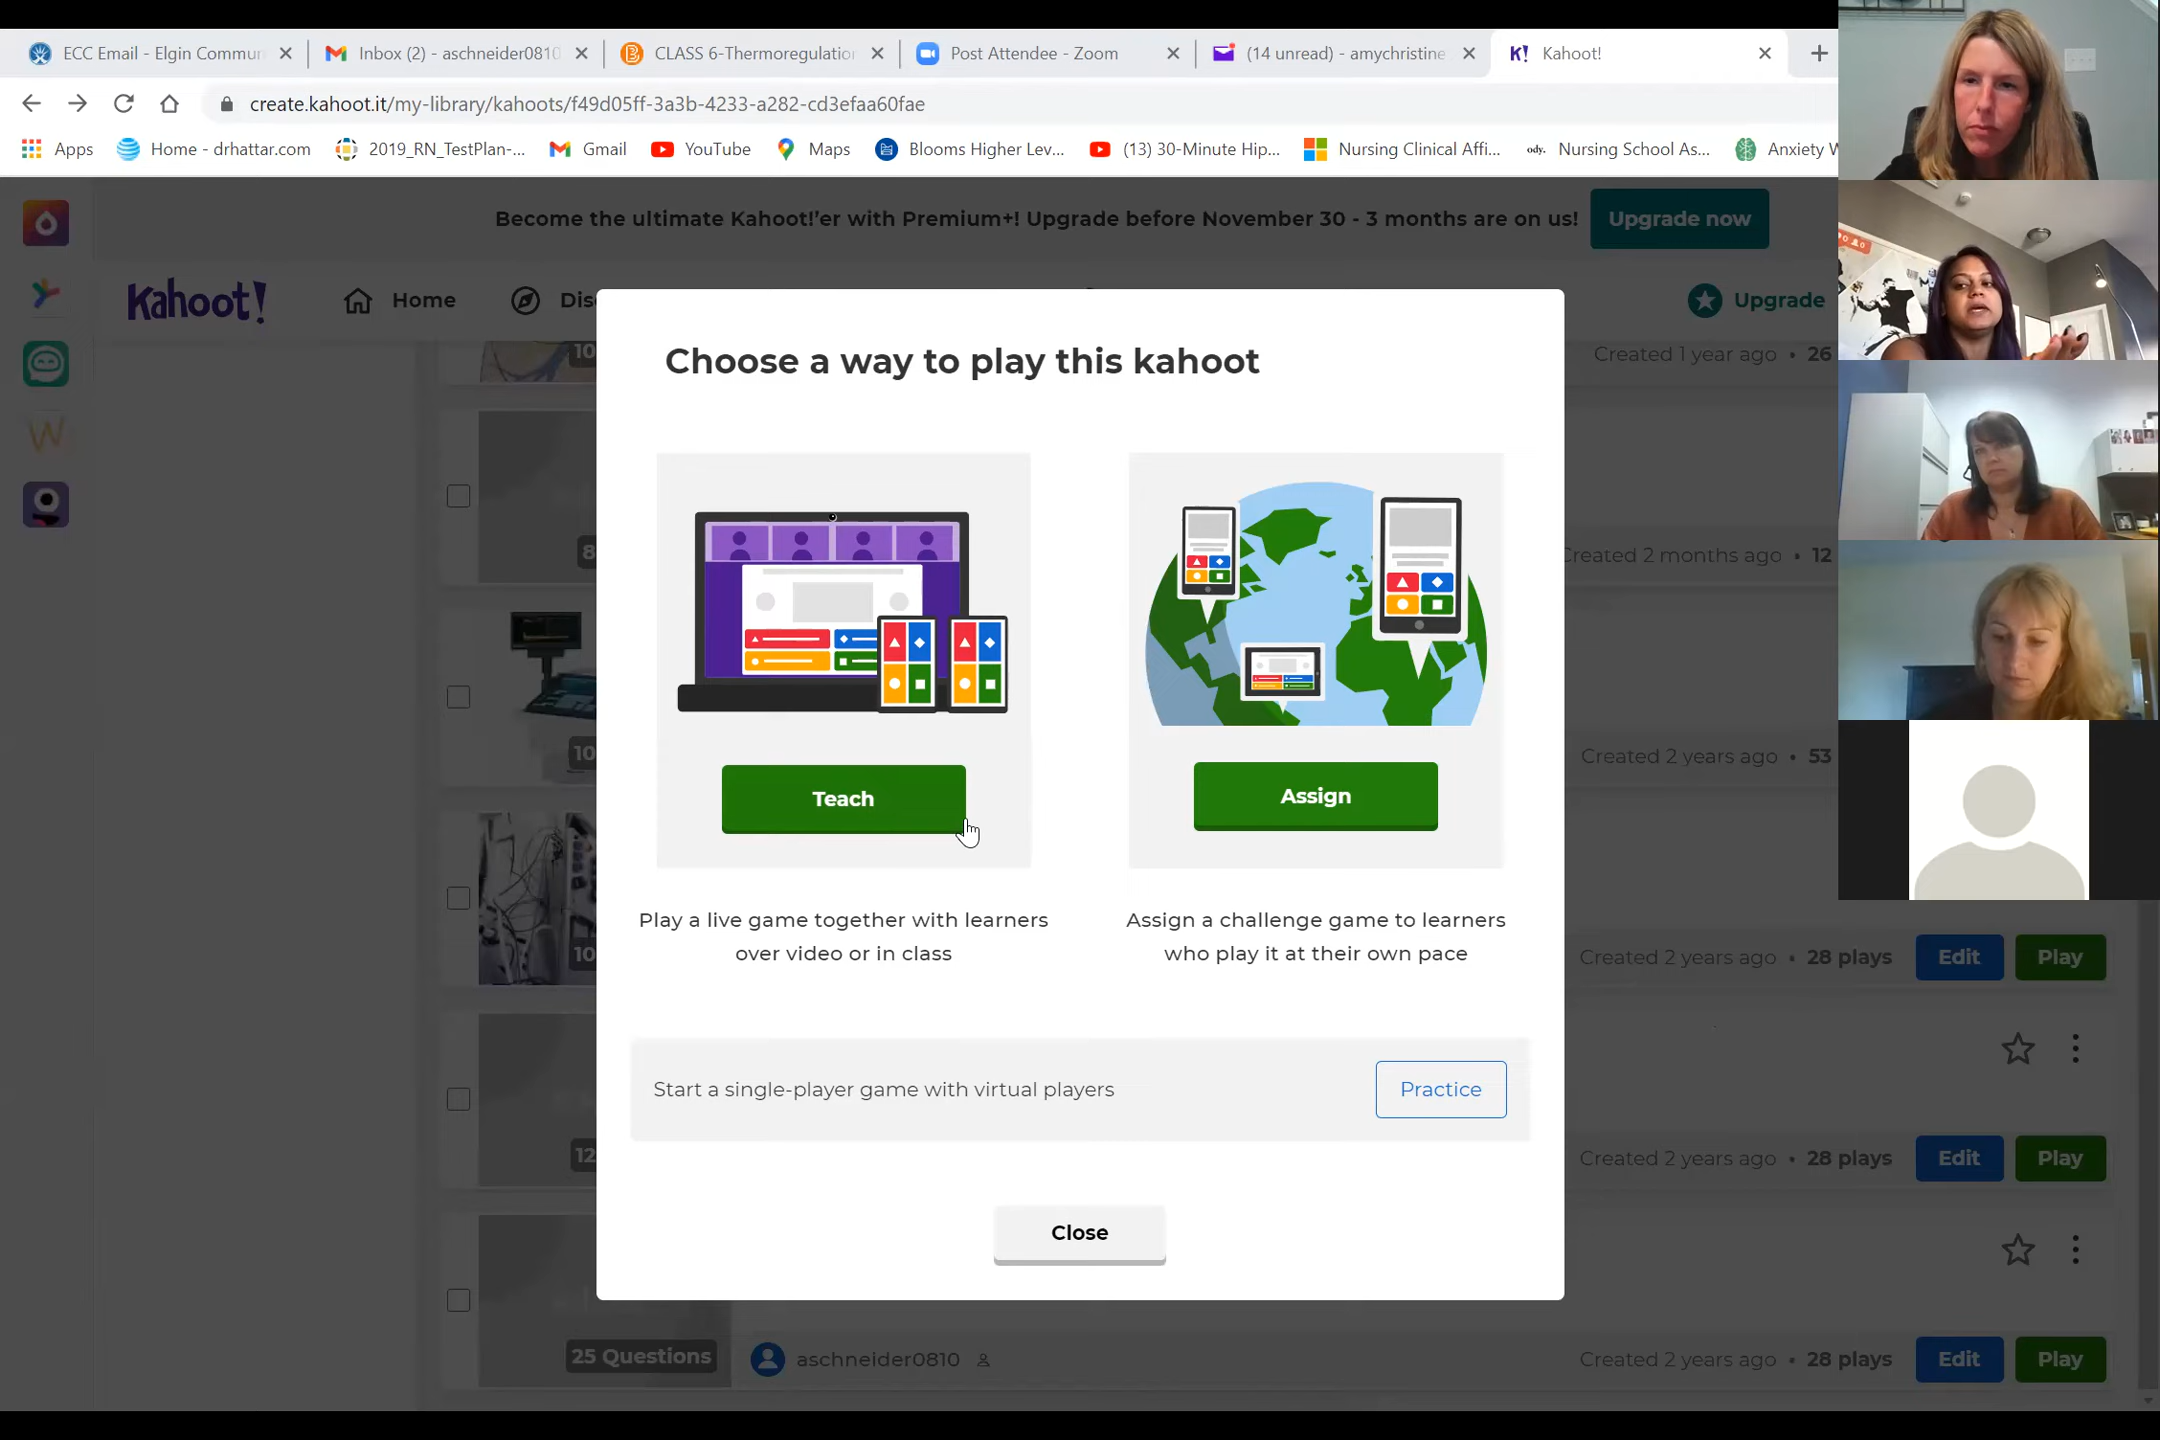 ECC Email - Elgin Commun
Inbox (2) - aschneider0810
CLASS 6-Thermoregulation
Post Attendee - Zoom
(14 unread) - amychristine
Kahoot!
create.kahoot.it/my-library/kahoots/f49d05ff-3a3b-4233-a282-cd3efaa60fae
Apps
Home - drhattar.com
2019_RN_TestPlan-...
Gmail
YouTube
Maps
Blooms Higher Lev...
(13) 30-Minute Hip...
Nursing Clinical Affi...
ody.
Nursing School As...
Anxiety W
Become the ultimate Kahoot!'er with Premium+! Upgrade before November 30 - 3 months are on us!
Upgrade now
Kahoot!
Home
Dis
Upgrade
Choose a way to play this kahoot
10
Created 1 year ago • 26
8
Created 2 months ago • 12
10
Created 2 years ago • 53
Teach
Assign
Play a live game together with learners
over video or in class
Assign a challenge game to learners
who play it at their own pace
10
Created 2 years ago • 28 plays
Edit
Play
Start a single-player game with virtual players
Practice
12
Created 2 years ago • 28 plays
Edit
Play
Close
25 Questions
aschneider0810
Created 2 years ago • 28 plays
Edit
Play